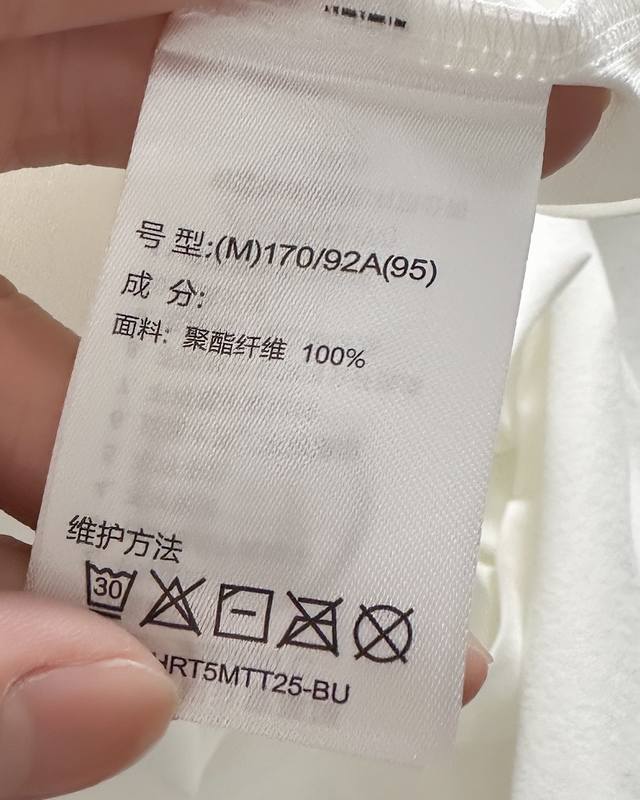 号 型:(M)170/92A(95)
成 分:
面料: 聚酯纤维 100%
维护方法
30
HRT5MTT25-BU